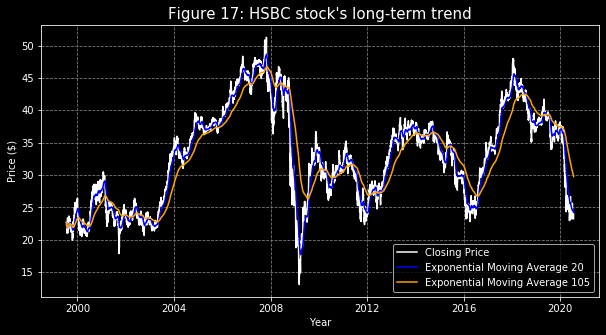 Figure 17: HSBC stock's long-term trend
Price ($)
50
45
40
35
30
25
20
15
Closing Price
Exponential Moving Average 20
Exponential Moving Average 105
2000 2004 2008 2012 2016 2020
Year